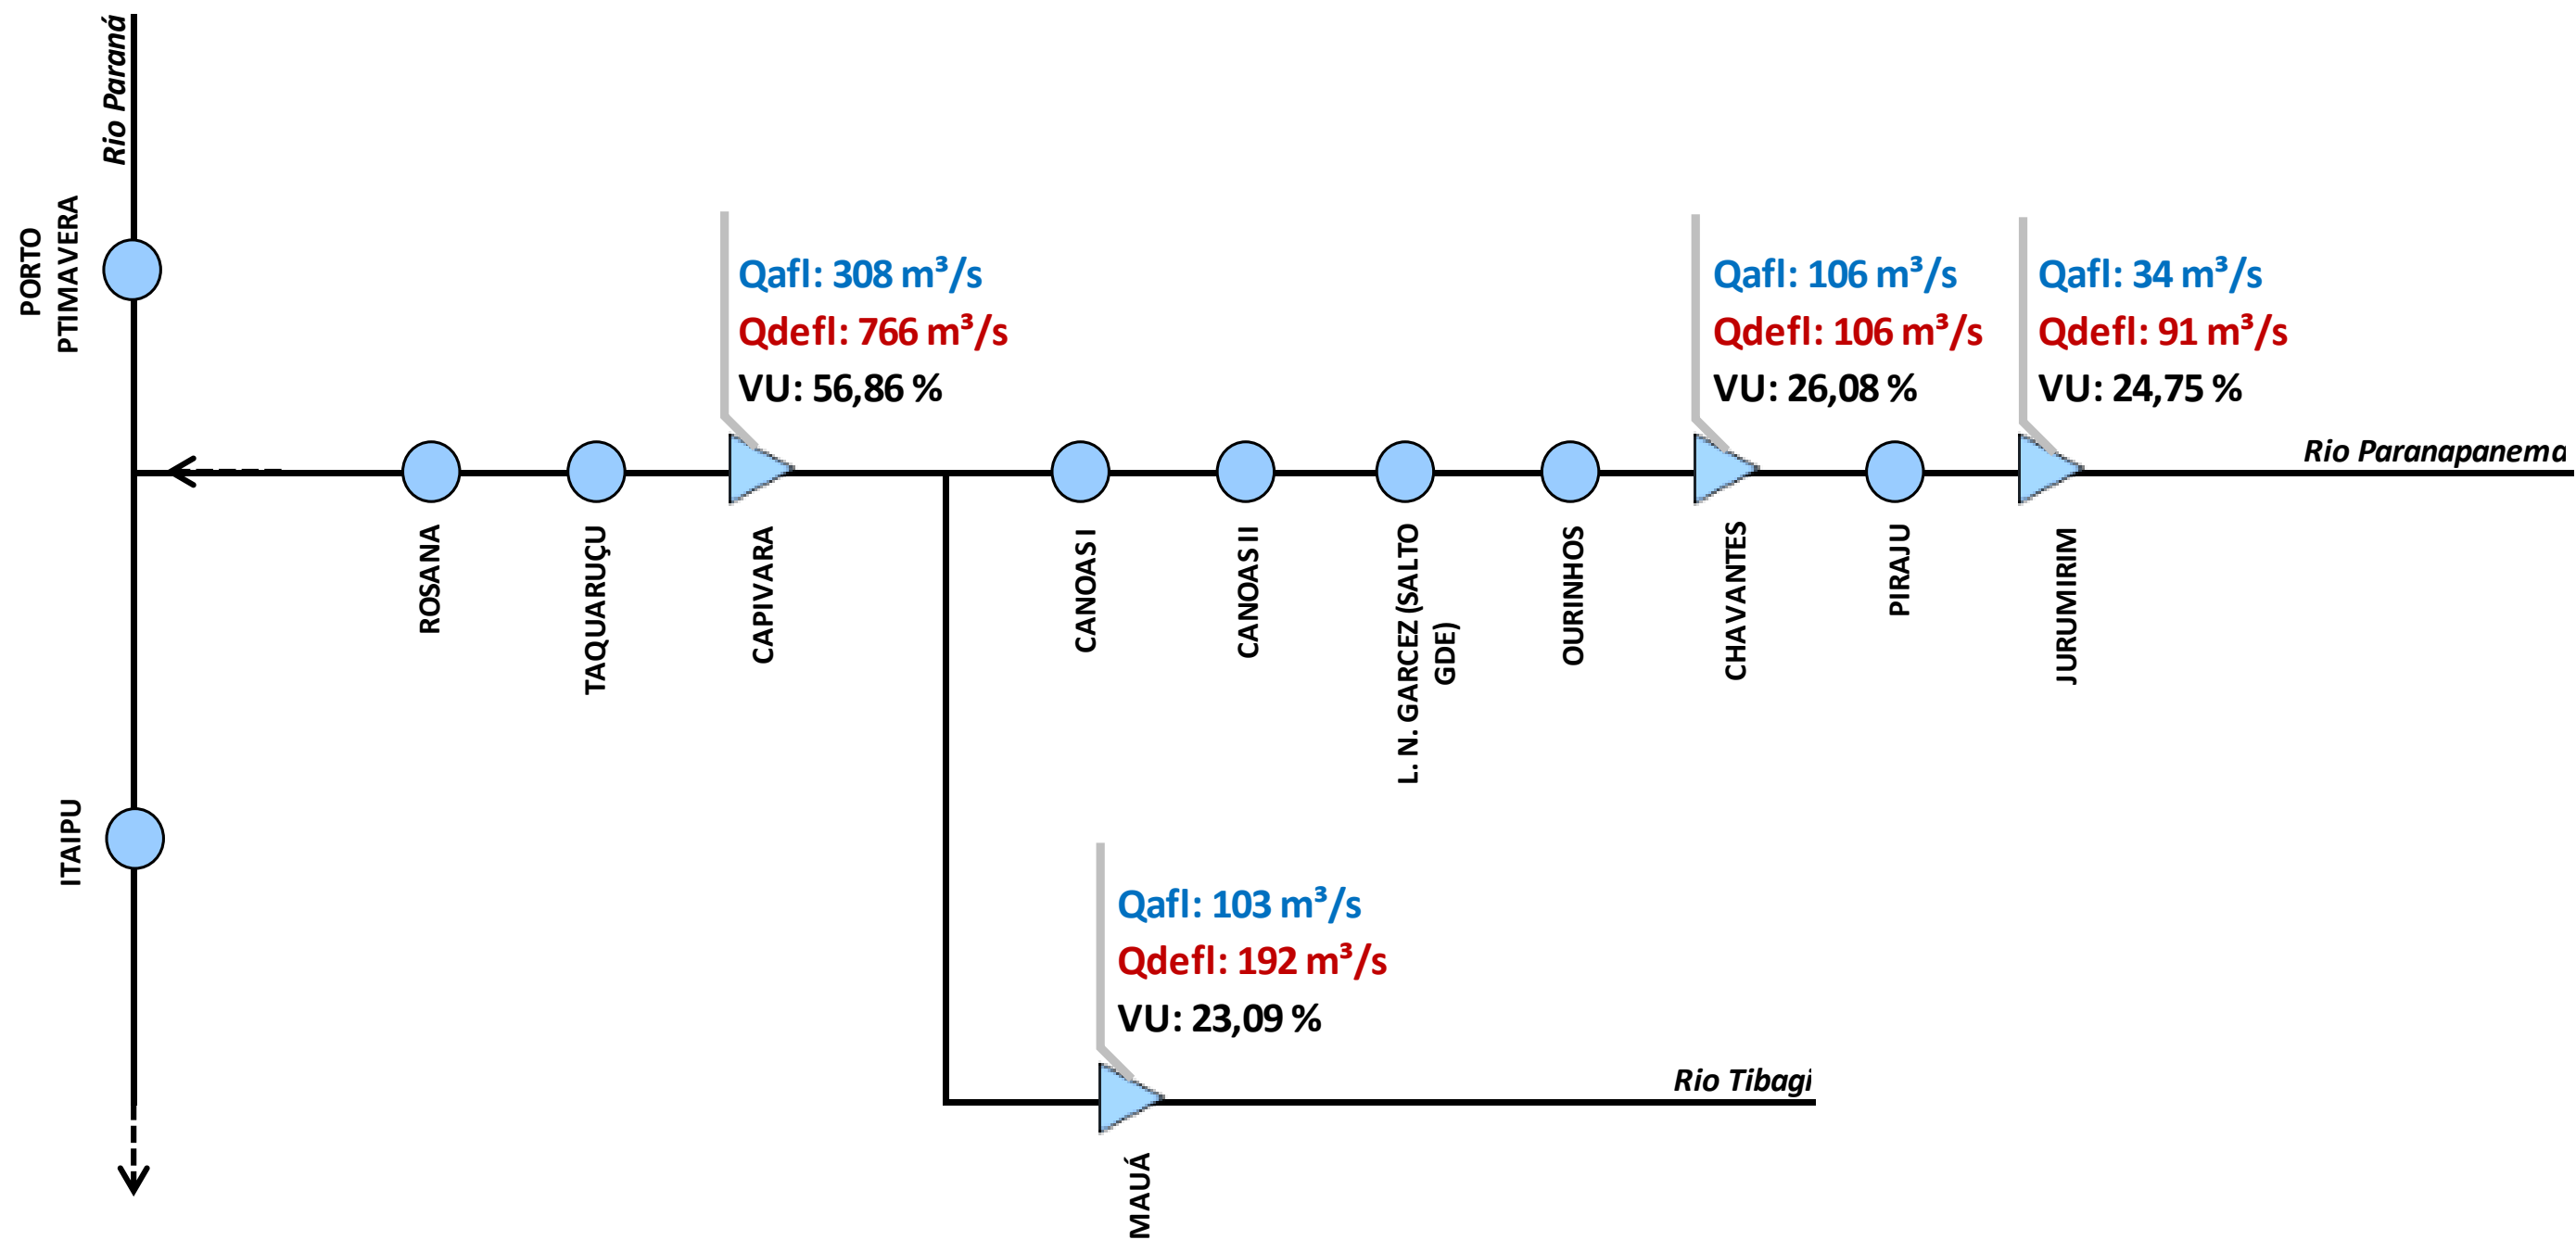 Rio Paraná
PORTO
PTIMAVERA
Qafl: 308 m³/s
Qdefl: 766 m³/s
VU: 56,86 %
Qafl: 106 m³/s
Qdefl: 106 m³/s
VU: 26,08 %
Qafl: 34 m³/s
Qdefl: 91 m³/s
VU: 24,75 %
Rio Paranapanema
ROSANA
TAQUARUÇU
CAPIVARA
CANOAS I
CANOAS II
L. N. GARCEZ (SALTO
GDE)
OURINHOS
CHAVANTES
PIRAJU
JURUMIRIM
ITAIPU
Qafl: 103 m³/s
Qdefl: 192 m³/s
VU: 23,09 %
Rio Tibagi
MAUÁ